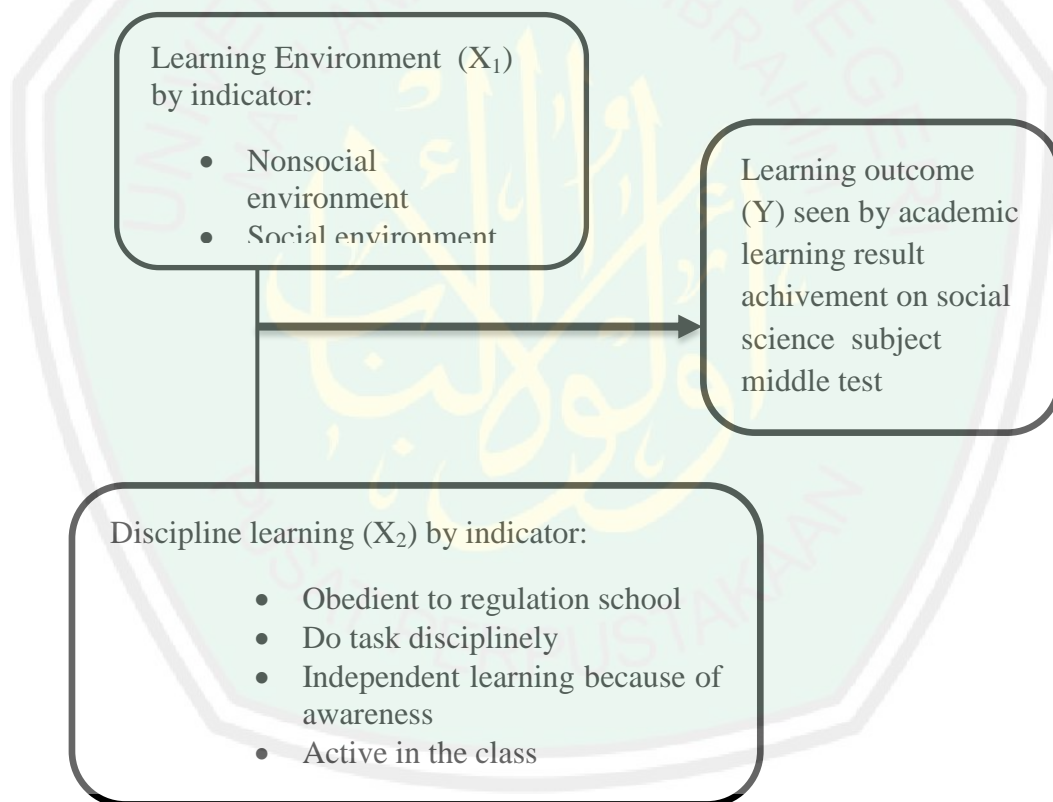 Learning Environment (X₁)
by indicator:
• Nonsocial
environment
• Social environment
Learning outcome
(Y) seen by academic
learning result
achivement on social
science subject
middle test
Discipline learning (X₂) by indicator:
• Obedient to regulation school
• Do task disciplinely
• Independent learning because of
awareness
• Active in the class
PUSAT PERPUSTAKAAN